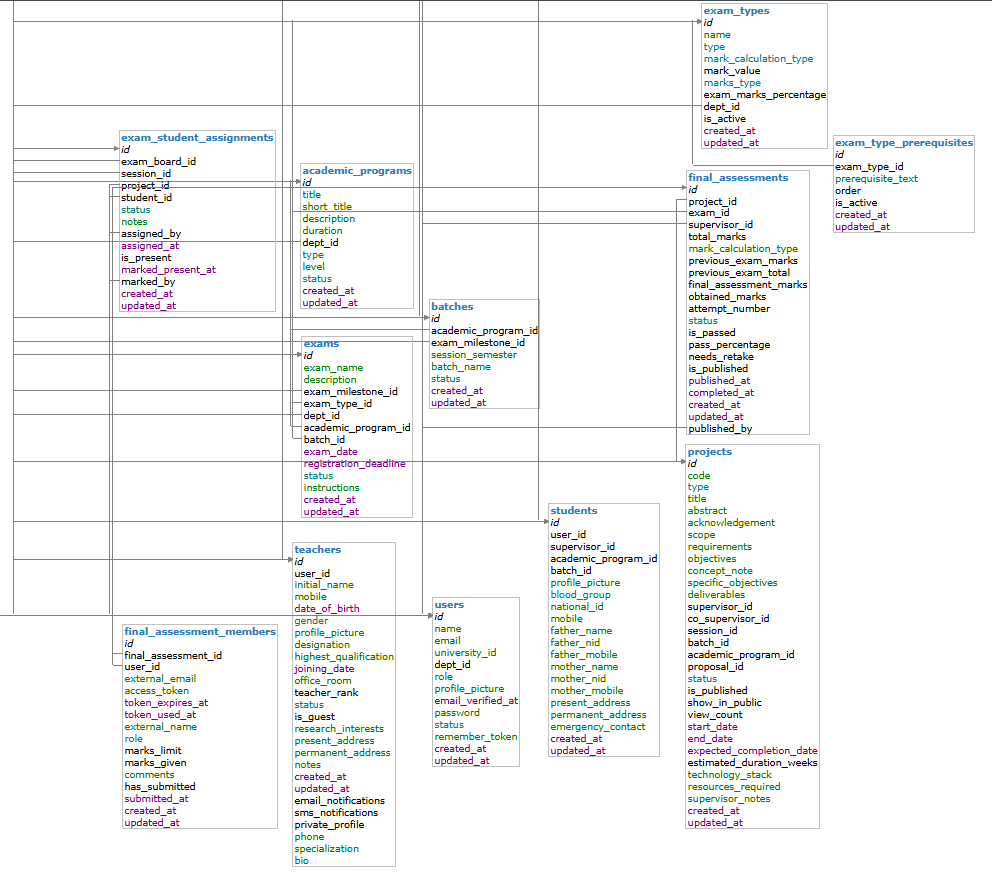 exam_types
id
name
type
mark_calculation_type
mark_value
marks_type
exam_marks_percentage
dept_id
is_active
created_at
updated_at
exam_student_assignments
id
exam_board_id
session_id
project_id
student_id
status
notes
assigned_by
assigned_at
is_present
marked_present_at
marked_by
created_at
updated_at
exam_type_prerequisites
id
exam_type_id
prerequisite_text
order
is_active
created_at
updated_at
academic_programs
id
title
short_title
description
duration
dept_id
type
level
status
created_at
updated_at
final_assessments
id
project_id
exam_id
supervisor_id
total_marks
mark_calculation_type
previous_exam_marks
previous_exam_total
final_assessment_marks
obtained_marks
attempt_number
status
is_passed
pass_percentage
needs_retake
is_published
published_at
completed_at
created_at
updated_at
published_by
batches
id
academic_program_id
exam_milestone_id
session_semester
batch_name
status
created_at
updated_at
exams
id
exam_name
description
exam_milestone_id
exam_type_id
dept_id
academic_program_id
batch_id
exam_date
registration_deadline
status
instructions
created_at
updated_at
projects
id
code
type
title
abstract
acknowledgement
scope
requirements
objectives
concept_note
specific_objectives
deliverables
supervisor_id
co_supervisor_id
session_id
batch_id
academic_program_id
proposal_id
status
is_published
show_in_public
view_count
start_date
end_date
expected_completion_date
estimated_duration_weeks
technology_stack
resources_required
supervisor_notes
created_at
updated_at
students
id
user_id
supervisor_id
academic_program_id
batch_id
profile_picture
blood_group
national_id
mobile
father_name
father_nid
father_mobile
mother_name
mother_nid
mother_mobile
present_address
permanent_address
emergency_contact
created_at
updated_at
teachers
id
user_id
initial_name
mobile
date_of_birth
gender
profile_picture
designation
highest_qualification
joining_date
office_room
teacher_rank
status
is_guest
research_interests
present_address
permanent_address
notes
created_at
updated_at
email_notifications
sms_notifications
private_profile
phone
specialization
bio
users
id
name
email
university_id
dept_id
role
profile_picture
email_verified_at
password
status
remember_token
created_at
updated_at
final_assessment_members
id
final_assessment_id
user_id
external_email
access_token
token_expires_at
token_used_at
external_name
role
marks_limit
marks_given
comments
has_submitted
submitted_at
created_at
updated_at